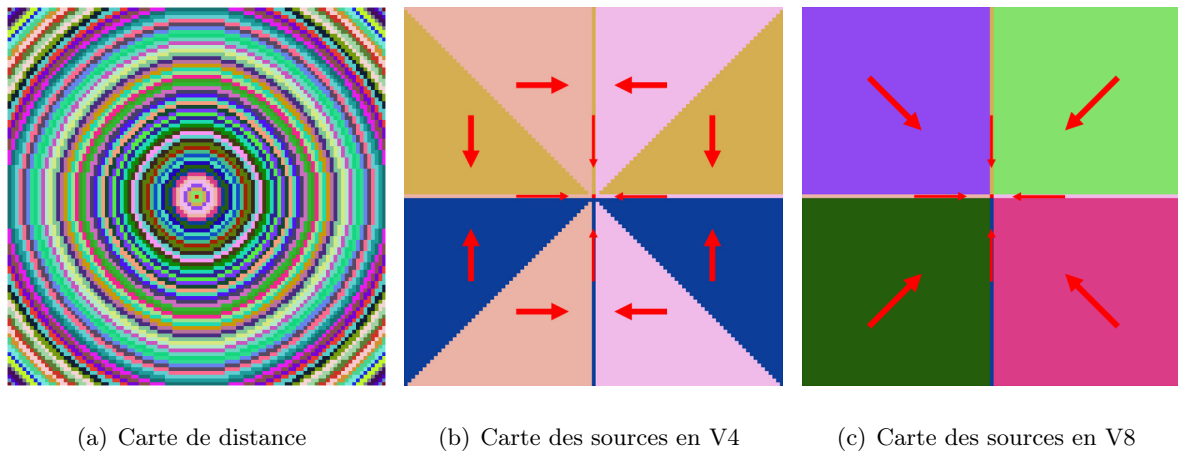 (a) Carte de distance
(b) Carte des sources en V4
(c) Carte des sources en V8